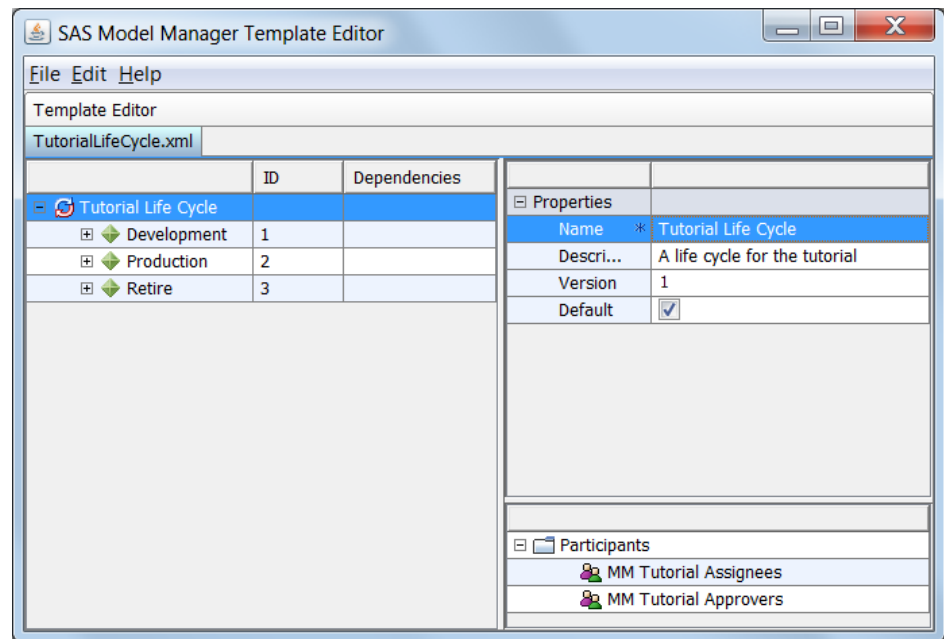 SAS Model Manager Template Editor
File Edit Help
Template Editor
TutorialLifeCycle.xml
ID Dependencies
Tutorial Life Cycle
Development 1
Production 2
Retire 3
Properties
Name * Tutorial Life Cycle
Descri... A life cycle for the tutorial
Version 1
Default
Participants
MM Tutorial Assignees
MM Tutorial Approvers